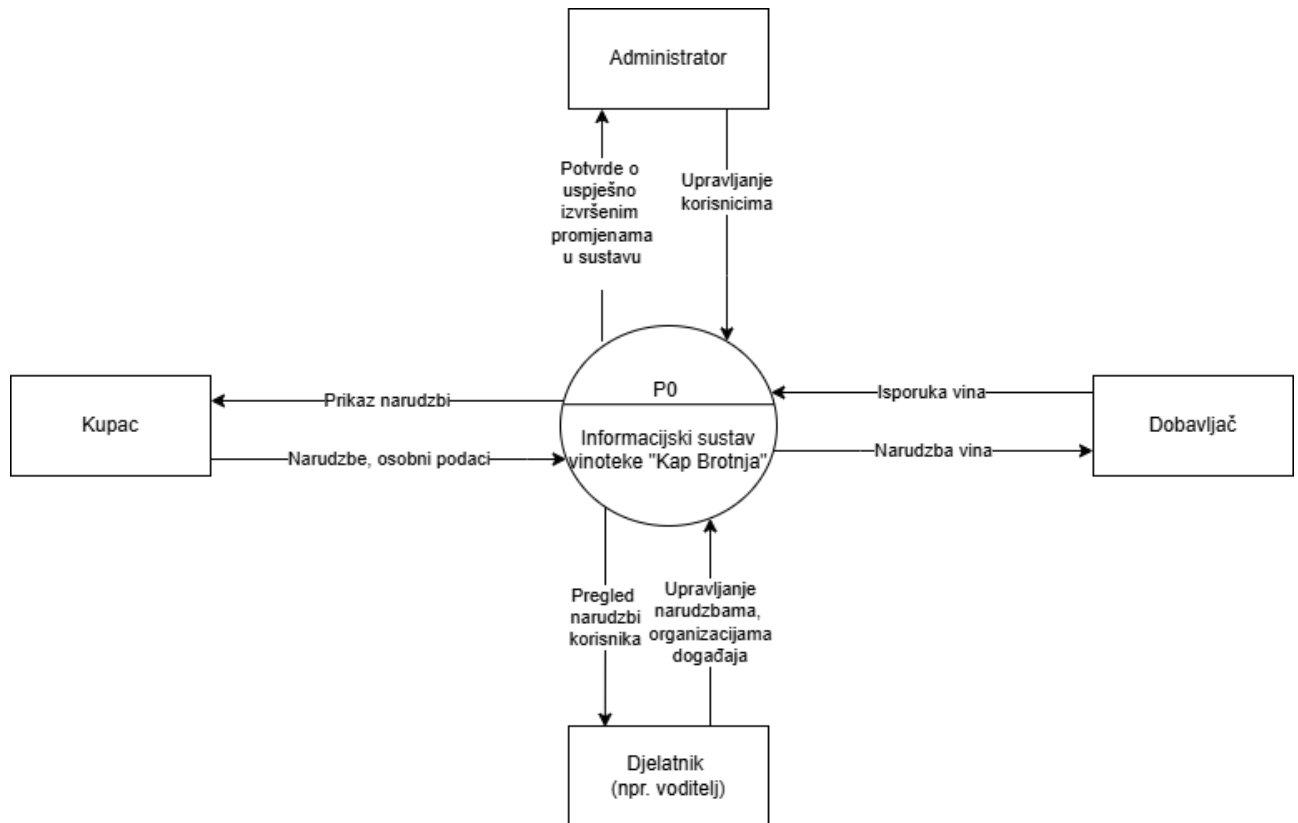 Administrator
Potvrde o
uspješno
izvršenim
promjenama
u sustavu
Upravljanje
korisnicima
Kupac
Prikaz narudzbi
Narudzbe, osobni podaci
P0
Informacijski sustav
vinoteke "Kap Brotnja"
Isporuka vina
Narudzba vina
Dobavljač
Pregled
narudzbi
korisnika
Upravljanje
narudzbama,
organizacijama
događaja
Djelatnik
(npr. voditelj)